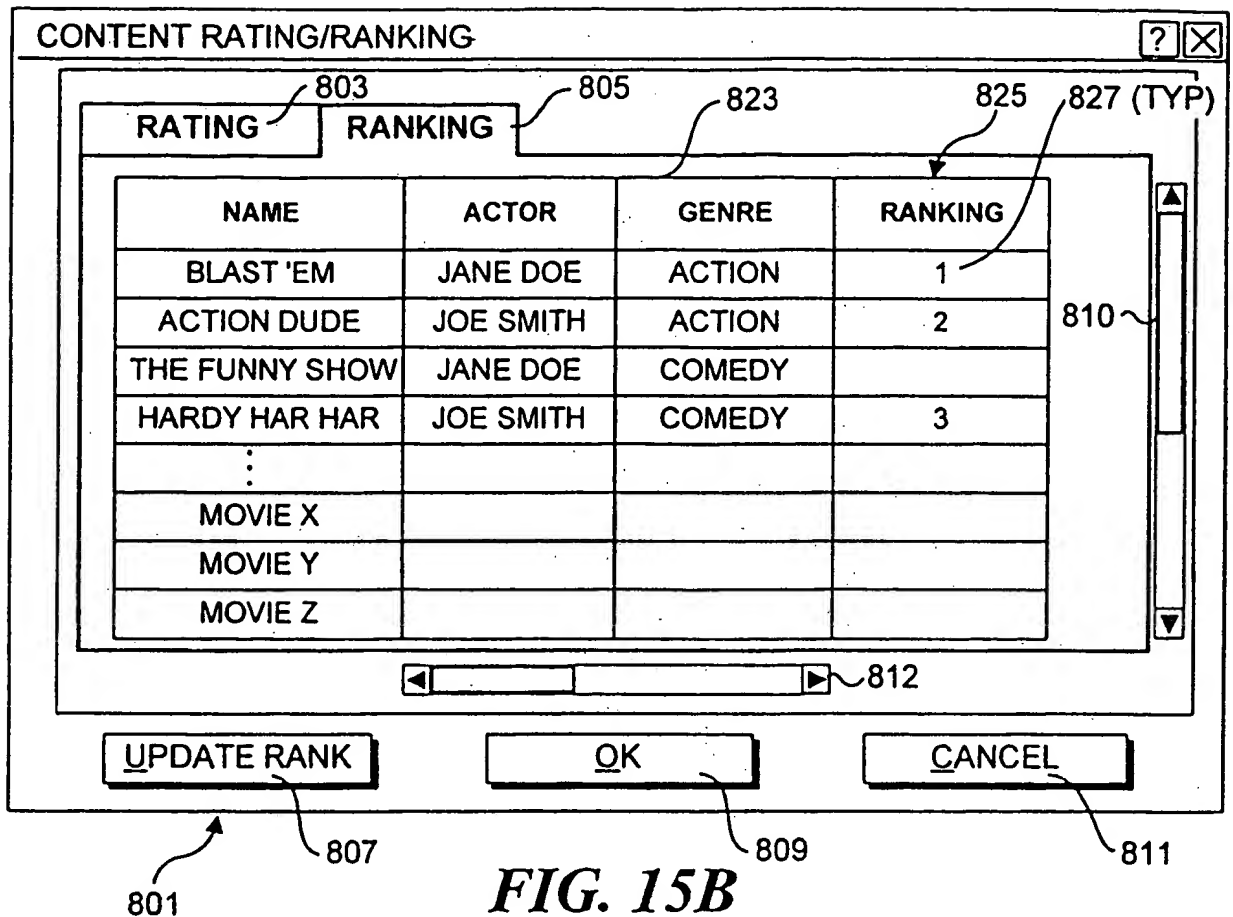 CONTENT RATING/RANKING ? X
803 805 823 825 827 (TYP)
RATING RANKING
NAME ACTOR GENRE RANKING
BLAST 'EM JANE DOE ACTION 1
ACTION DUDE JOE SMITH ACTION 2
810
THE FUNNY SHOW JANE DOE COMEDY
HARDY HAR HAR JOE SMITH COMEDY 3
⋮
MOVIE X
MOVIE Y
MOVIE Z
812
UPDATE RANK OK CANCEL
807 809 811
801
FIG. 15B